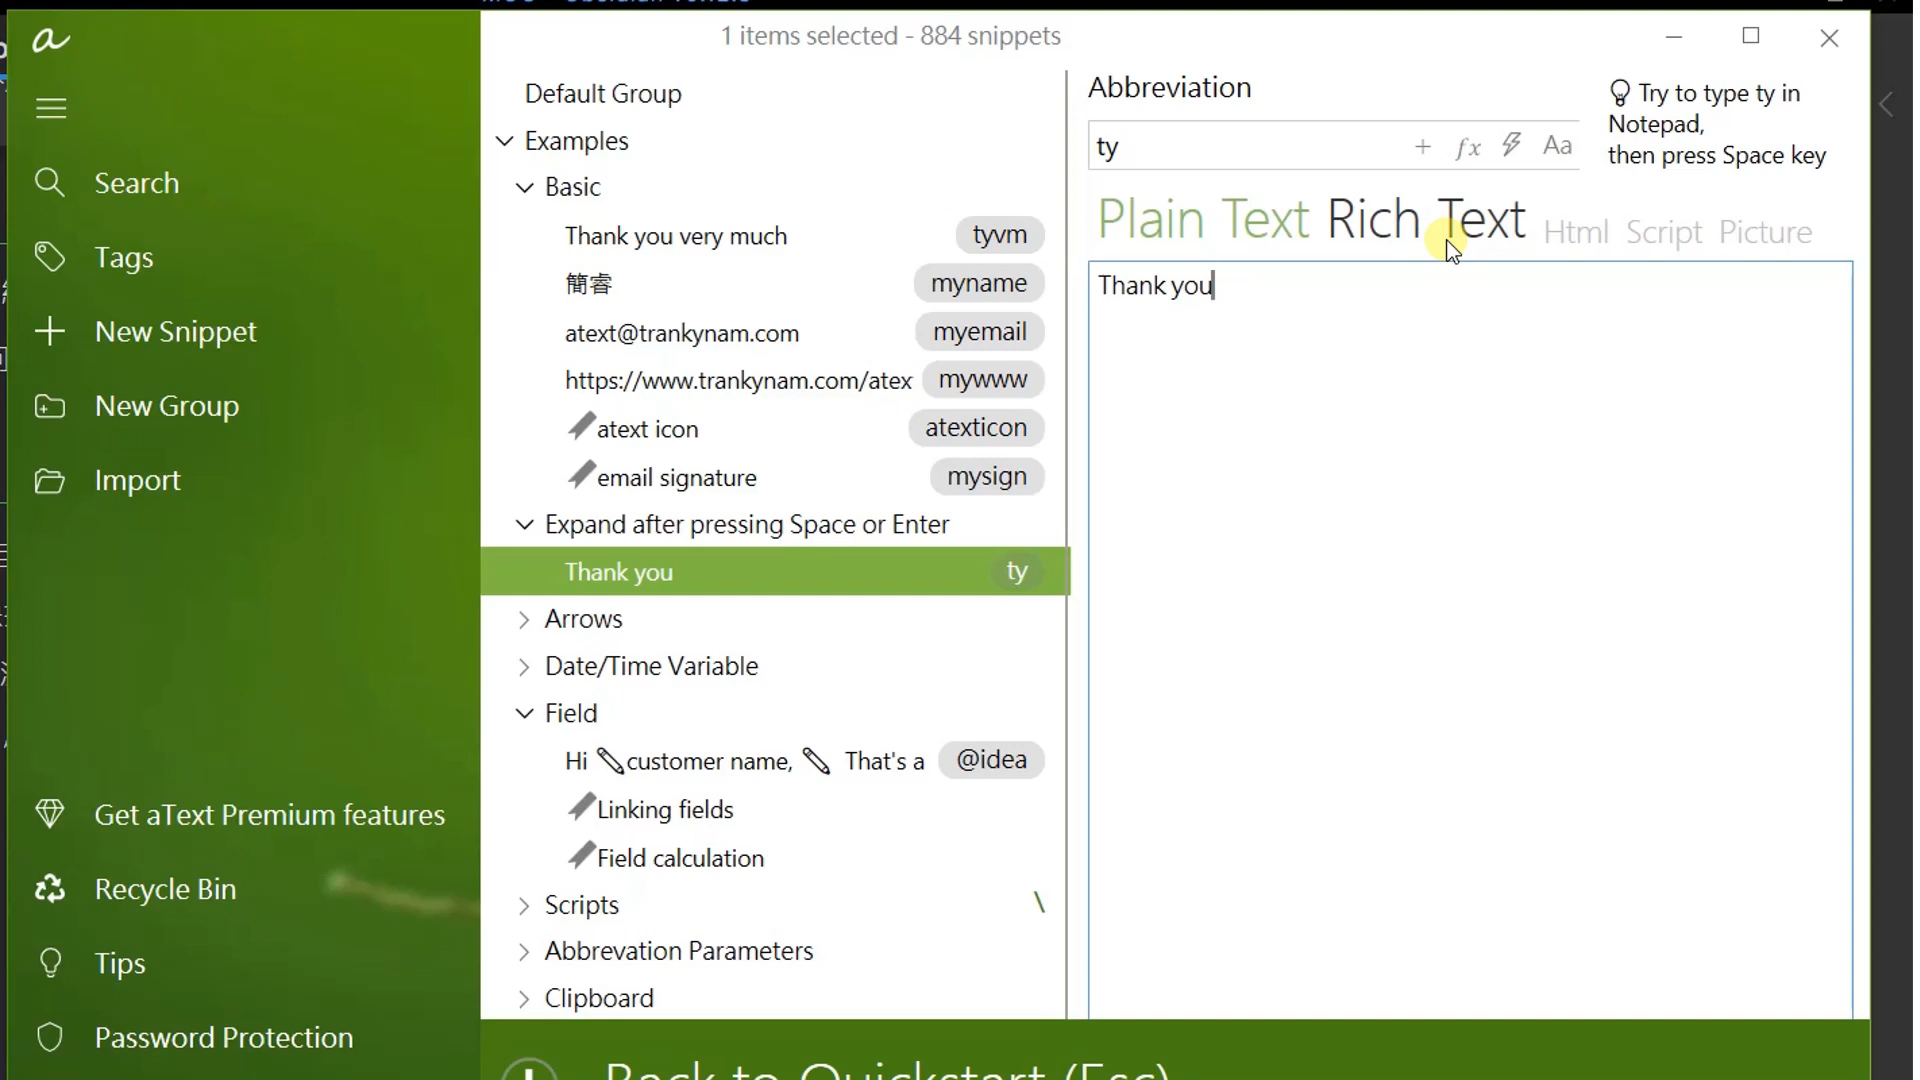 1 items selected - 884 snippets
a
Search
Tags
New Snippet
New Group
Import
Get aText Premium features
Recycle Bin
Tips
Password Protection
Default Group
Examples
Basic
Thank you very much tyvm
簡睿 myname
atext@trankynam.com myemail
https://www.trankynam.com/atex mywww
atext icon atexticon
email signature mysign
Expand after pressing Space or Enter
Thank you ty
Arrows
Date/Time Variable
Field
Hi customer name, That's a @idea
Linking fields
Field calculation
Scripts \
Abbrevation Parameters
Clipboard
Abbreviation
ty + fx Aa
Try to type ty in
Notepad,
then press Space key
Plain Text Rich Text Html Script Picture
Thank you
Back to Quickstart (Esc)